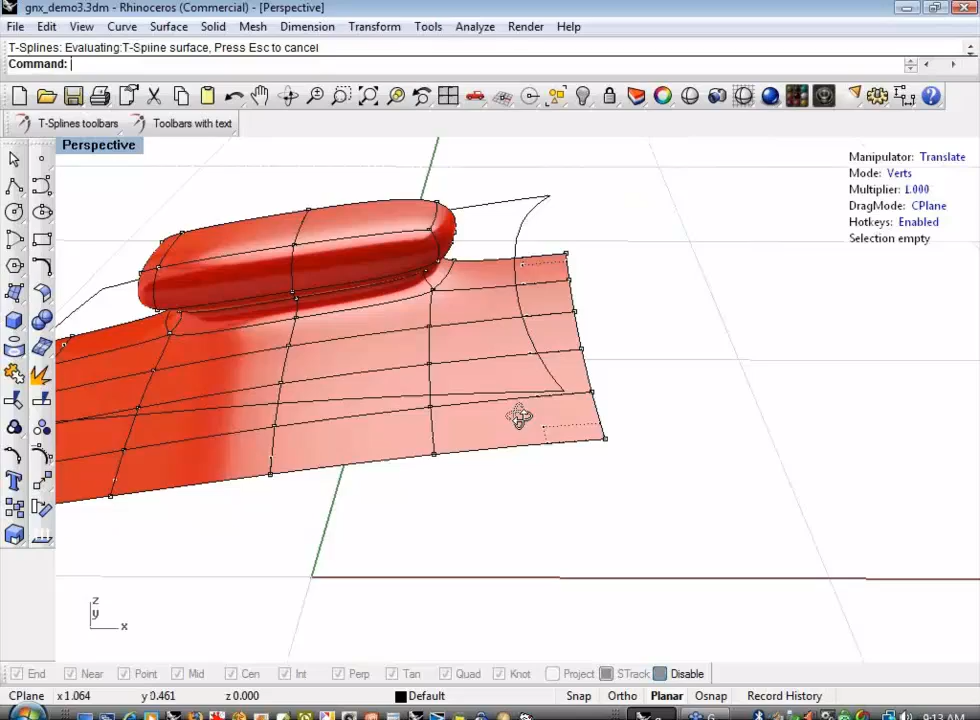 gnx_demo3.3dm - Rhinoceros (Commercial) - [Perspective]
File Edit View Curve Surface Solid Mesh Dimension Transform Tools Analyze Render Help
T-Splines: Evaluating:T-Spline surface, Press Esc to cancel
Command:
T-Splines toolbars Toolbars with text
Perspective
Manipulator: Translate
Mode: Verts
Multiplier: 1.000
DragMode: CPlane
Hotkeys: Enabled
Selection empty
z
y
x
End Near Point Mid Cen Int Perp Tan Quad Knot Project STrack Disable
CPlane x 1.064 y 0.461 z 0.000 Default Snap Ortho Planar Osnap Record History
9:13 AM